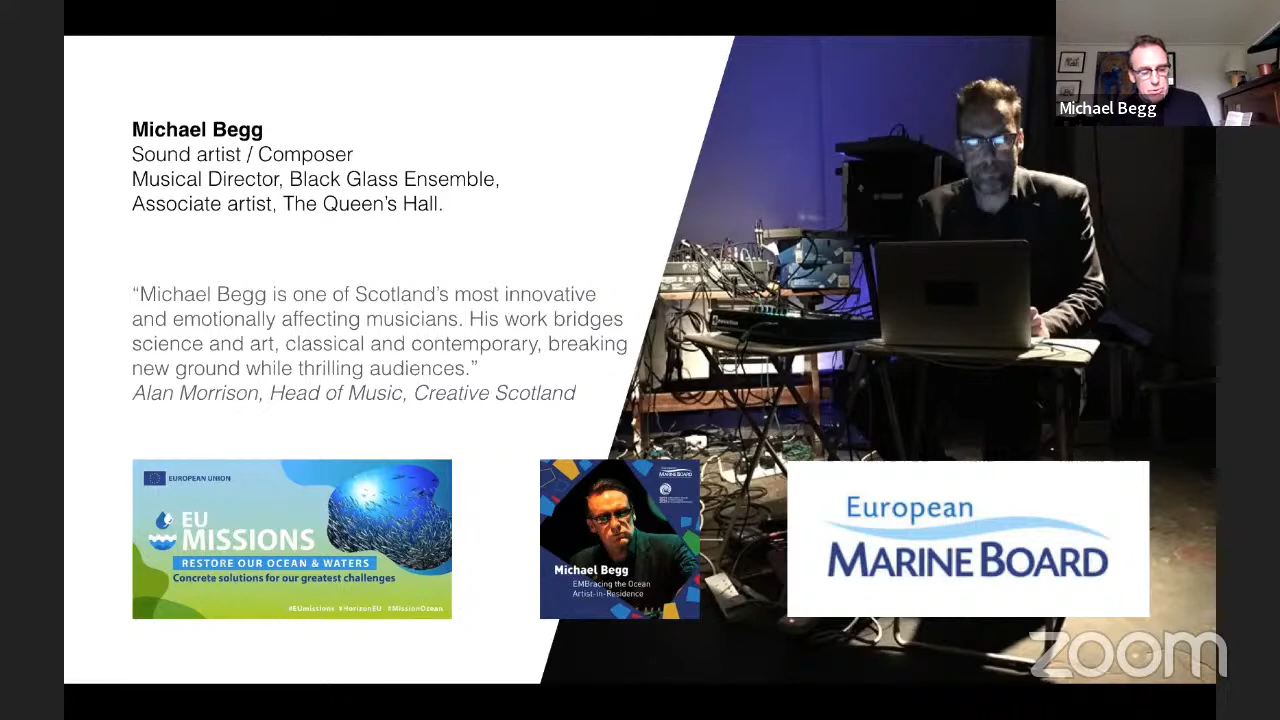 Michael Begg
Michael Begg
Sound artist / Composer
Musical Director, Black Glass Ensemble,
Associate artist, The Queen's Hall.
“Michael Begg is one of Scotland's most innovative
and emotionally affecting musicians. His work bridges
science and art, classical and contemporary, breaking
new ground while thrilling audiences.”
Alan Morrison, Head of Music, Creative Scotland
EUROPEAN UNION
EU
MISSIONS
RESTORE OUR OCEAN & WATERS
Concrete solutions for our greatest challenges
#EUmissions #HorizonEU #MissionOcean
European
MARINE BOARD
Michael Begg
EMBracing the Ocean
Artist-in-Residence
European
MARINE BOARD
zoom